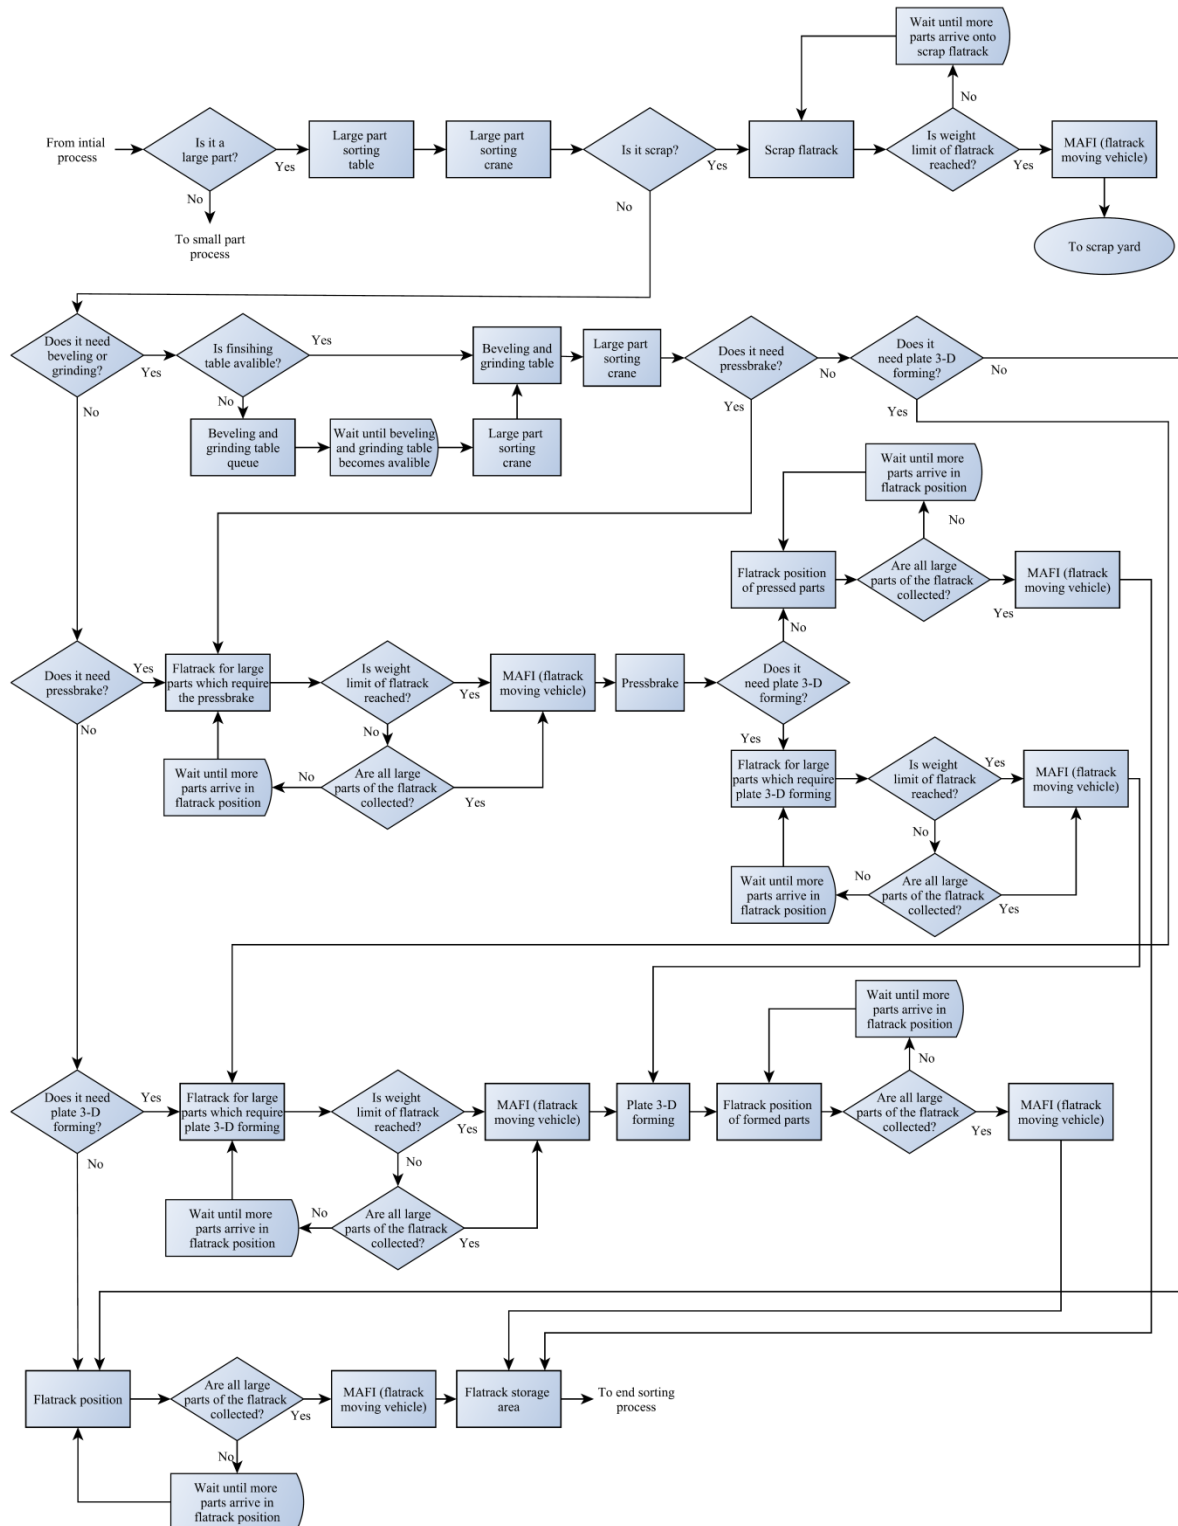 Wait until more
parts arrive onto
scrap flatrack
No
From intial
process
Is it a
large part?
Yes
Large part
sorting
table
Large part
sorting
crane
Is it scrap?
Yes
Scrap flatrack
Is weight
limit of flatrack
reached?
Yes
MAFI (flatrack
moving vehicle)
No
To small part
process
No
To scrap yard
Does it need
beveling or
grinding?
Yes
Is finsihing
table avalible?
Yes
Beveling and
grinding table
Large part
sorting
crane
Does it need
pressbrake?
No
Does it
need plate 3-D
forming?
No
No
No
Yes
Yes
Beveling and
grinding table
queue
Wait until beveling
and grinding table
becomes avalible
Large part
sorting
crane
Wait until more
parts arrive in
flatrack position
No
Flatrack position
of pressed parts
Are all large
parts of the flatrack
collected?
Yes
MAFI (flatrack
moving vehicle)
No
Does it need
pressbrake?
Yes
Flatrack for large
parts which require
the pressbrake
Is weight
limit of flatrack
reached?
Yes
MAFI (flatrack
moving vehicle)
Pressbrake
Does it
need plate 3-D
forming?
No
No
Yes
Wait until more
parts arrive in
flatrack position
No
Are all large
parts of the flatrack
collected?
Yes
Flatrack for large
parts which require
plate 3-D forming
Is weight
limit of flatrack
reached?
Yes
MAFI (flatrack
moving vehicle)
No
Wait until more
parts arrive in
flatrack position
No
Are all large
parts of the flatrack
collected?
Yes
Wait until more
parts arrive in
flatrack position
No
Does it need
plate 3-D
forming?
Yes
Flatrack for large
parts which require
plate 3-D forming
Is weight
limit of flatrack
reached?
Yes
MAFI (flatrack
moving vehicle)
Plate 3-D
forming
Flatrack position
of formed parts
Are all large
parts of the flatrack
collected?
Yes
MAFI (flatrack
moving vehicle)
No
No
Wait until more
parts arrive in
flatrack position
No
Are all large
parts of the flatrack
collected?
Yes
Flatrack position
Are all large
parts of the flatrack
collected?
Yes
MAFI (flatrack
moving vehicle)
Flatrack storage
area
To end sorting
process
No
Wait until more
parts arrive in
flatrack position